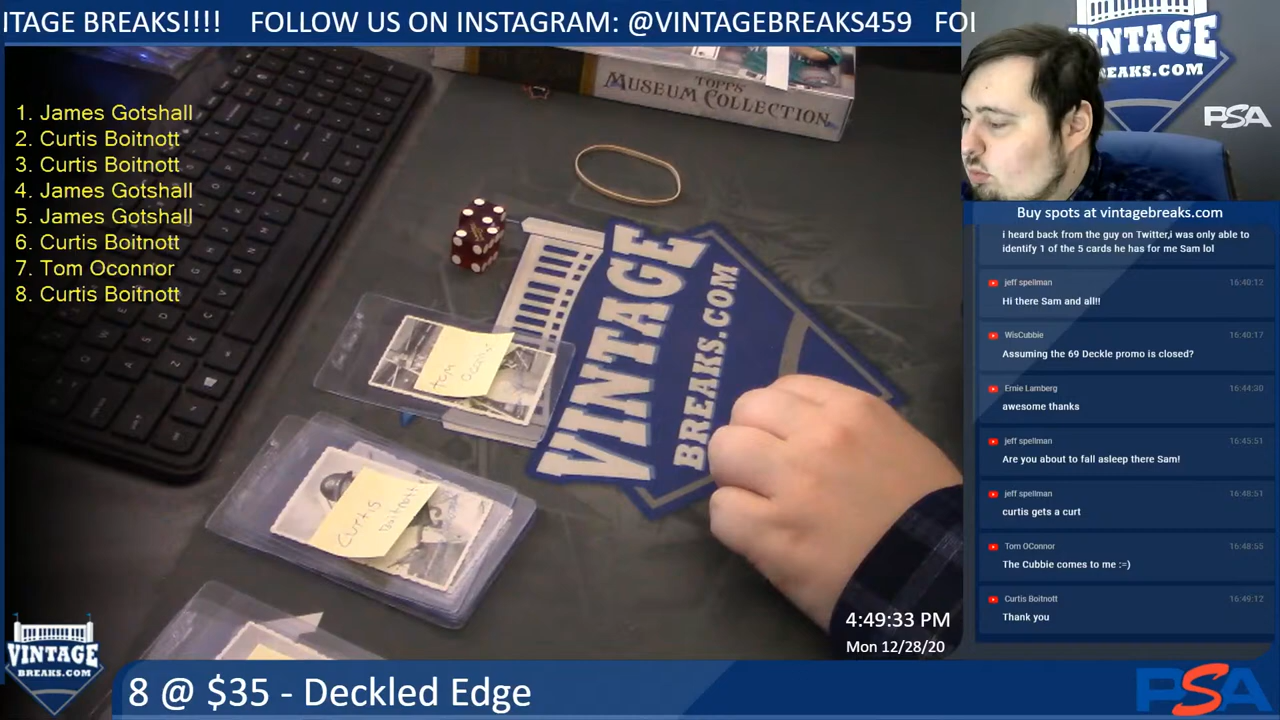 ITAGE BREAKS!!!! FOLLOW US ON INSTAGRAM: @VINTAGEBREAKS459 FOI
VINTAGE
BREAKS.COM
PSA
1. James Gotshall
2. Curtis Boitnott
3. Curtis Boitnott
4. James Gotshall
5. James Gotshall
6. Curtis Boitnott
7. Tom Oconnor
8. Curtis Boitnott
TOPPS
MUSEUM COLLECTION
VINTAGE
BREAKS.COM
Tom
Oconnor
Curtis
Boitnott
Buy spots at vintagebreaks.com
i heard back from the guy on Twitter,i was only able to
identify 1 of the 5 cards he has for me Sam lol
jeff spellman 16:40:12
Hi there Sam and all!!
WisCubbie 16:40:17
Assuming the 69 Deckle promo is closed?
Ernie Lamberg 16:44:30
awesome thanks
jeff spellman 16:45:51
Are you about to fall asleep there Sam!
jeff spellman 16:48:51
curtis gets a curt
Tom OConnor 16:48:55
The Cubbie comes to me :=)
Curtis Boitnott 16:49:12
Thank you
4:49:33 PM
Mon 12/28/20
VINTAGE
BREAKS.COM
8 @ $35 - Deckled Edge
PSA